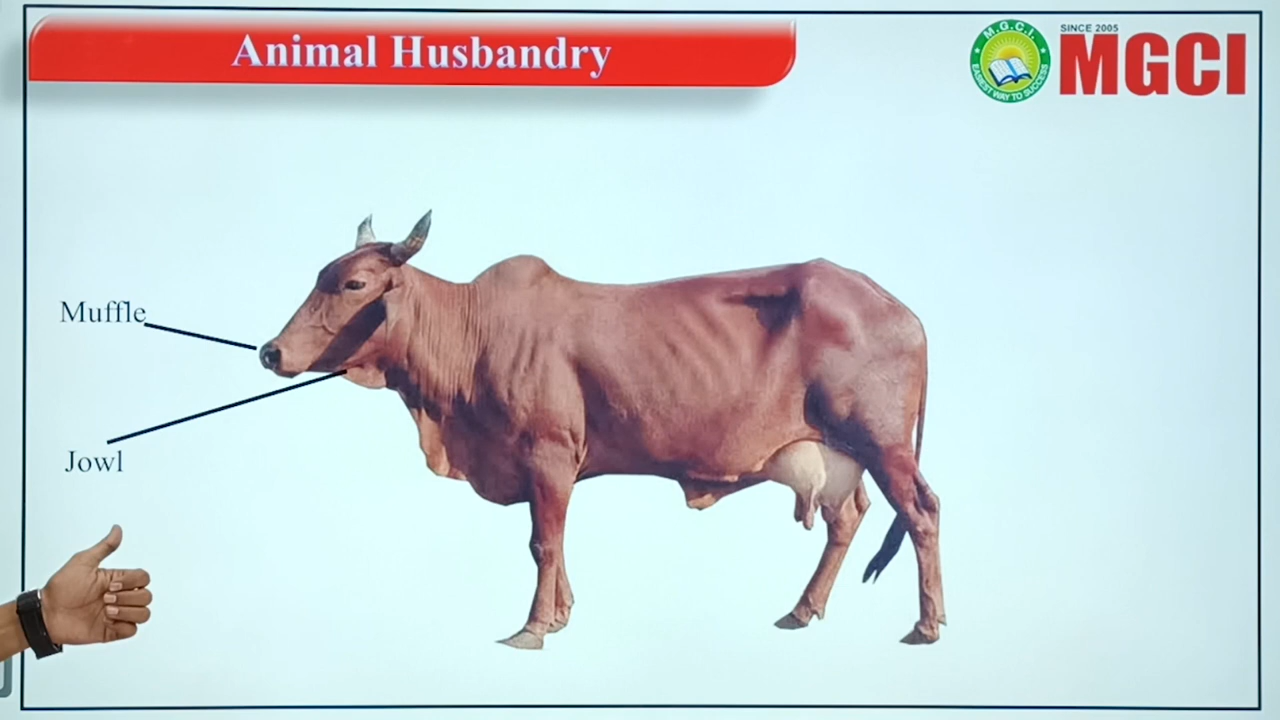 Animal Husbandry
M.G.C.I.
EASIEST WAY TO SUCCESS
SINCE 2005
MGCI
Muffle
Jowl